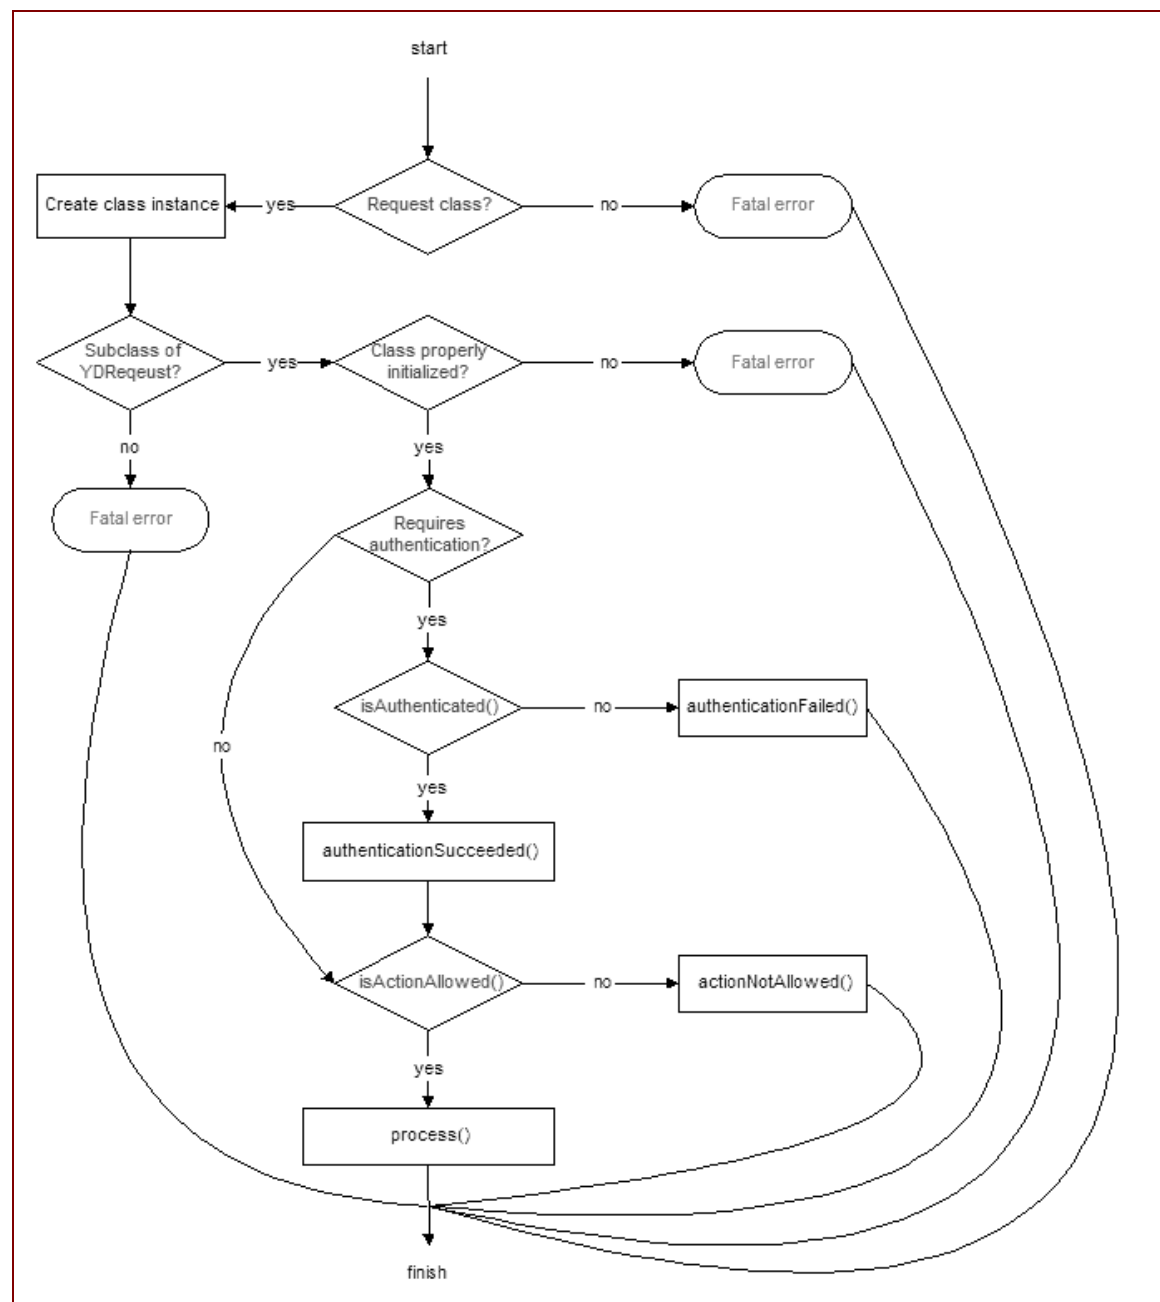 start
Create class instance
yes
Request class?
no
Fatal error
Subclass of
YDReqeust?
yes
Class properly
initialized?
no
Fatal error
no
yes
Fatal error
Requires
authentication?
yes
isAuthenticated()
no
authenticationFailed()
no
yes
authenticationSucceeded()
isActionAllowed()
no
actionNotAllowed()
yes
process()
finish